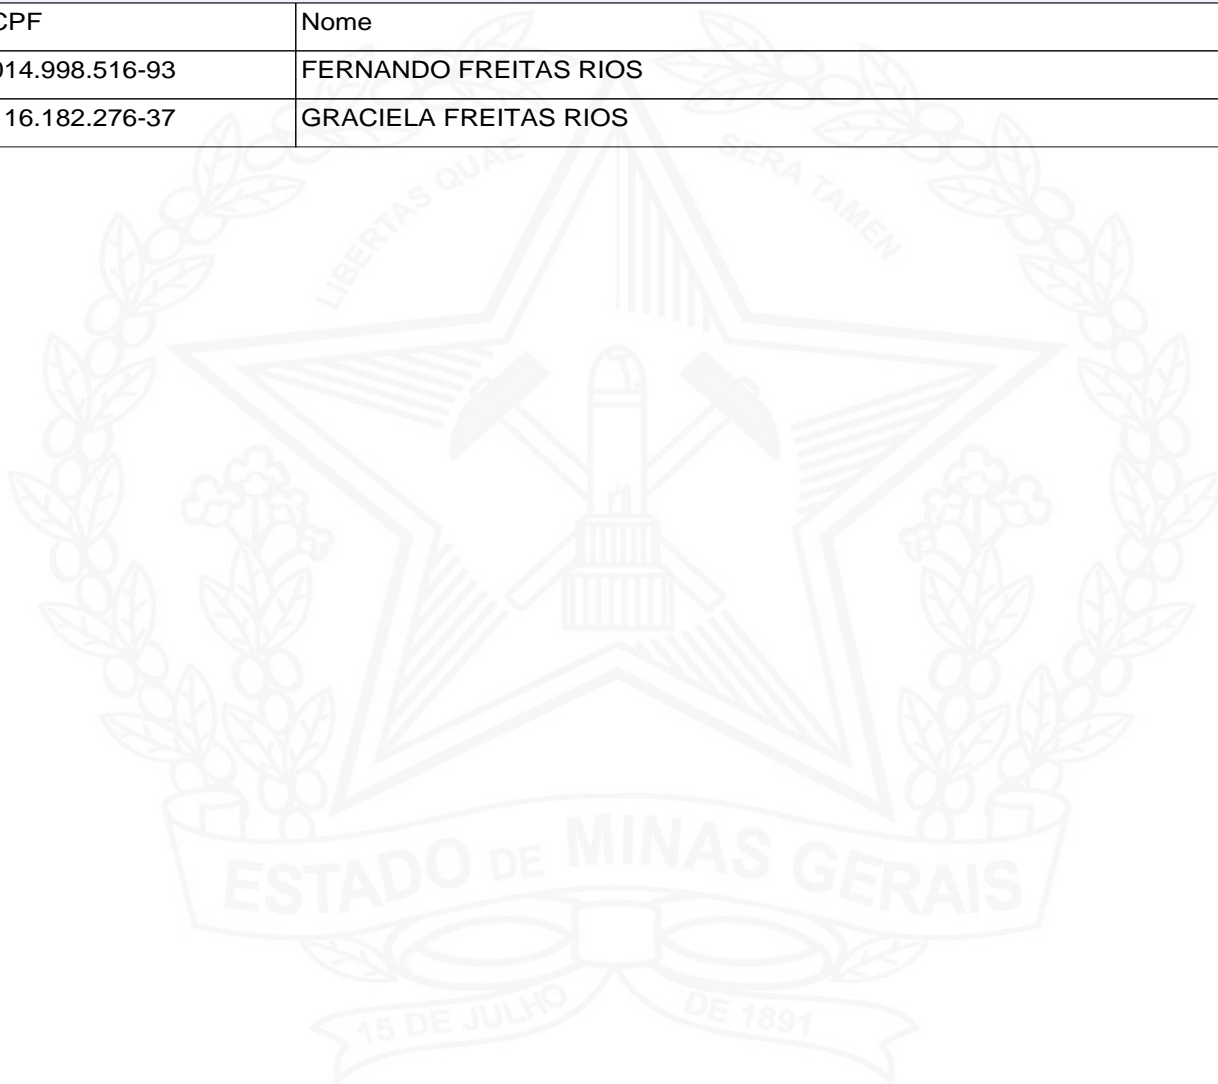 CPF Nome
014.998.516-93 FERNANDO FREITAS RIOS
16.182.276-37 GRACIELA FREITAS RIOS
LIBERTAS QUAE SERA TAMEN
ESTADO DE MINAS GERAIS
15 DE JULHO DE 1891